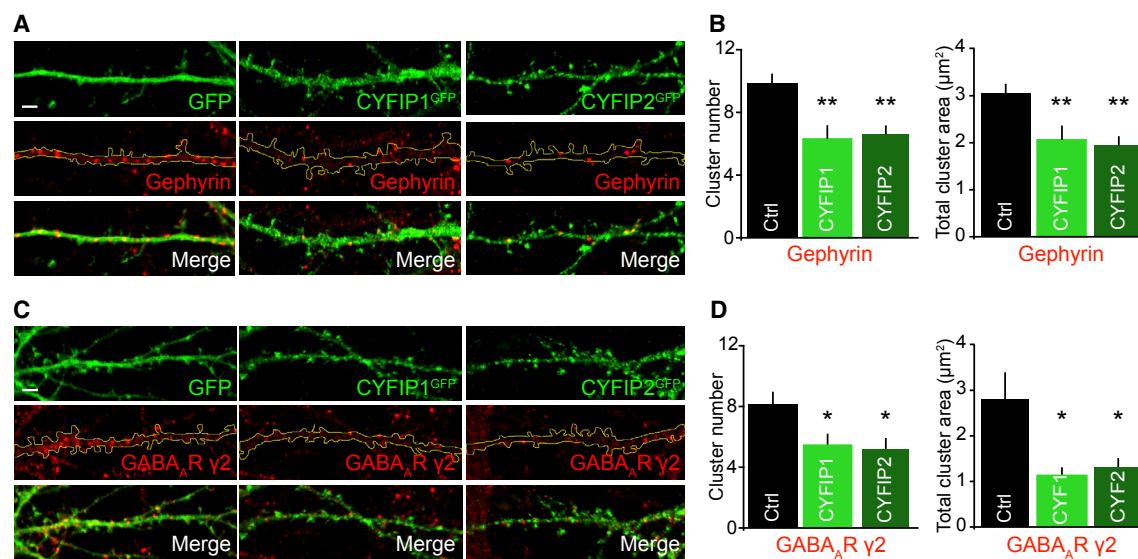 A
GFP
CYFIP1GFP
CYFIP2GFP
Gephyrin
Gephyrin
Gephyrin
Merge
Merge
Merge
B
Cluster number
12
8
4
0
Ctrl
CYFIP1
CYFIP2
**
**
Gephyrin
Total cluster area (μm²)
4
3
2
1
0
Ctrl
CYFIP1
CYFIP2
**
**
Gephyrin
C
GFP
CYFIP1GFP
CYFIP2GFP
GABAAR γ2
GABAAR γ2
GABAAR γ2
Merge
Merge
Merge
D
Cluster number
12
8
4
0
Ctrl
CYFIP1
CYFIP2
*
*
GABAAR γ2
Total cluster area (μm²)
4
3
2
1
0
Ctrl
CYF1
CYF2
*
*
GABAAR γ2